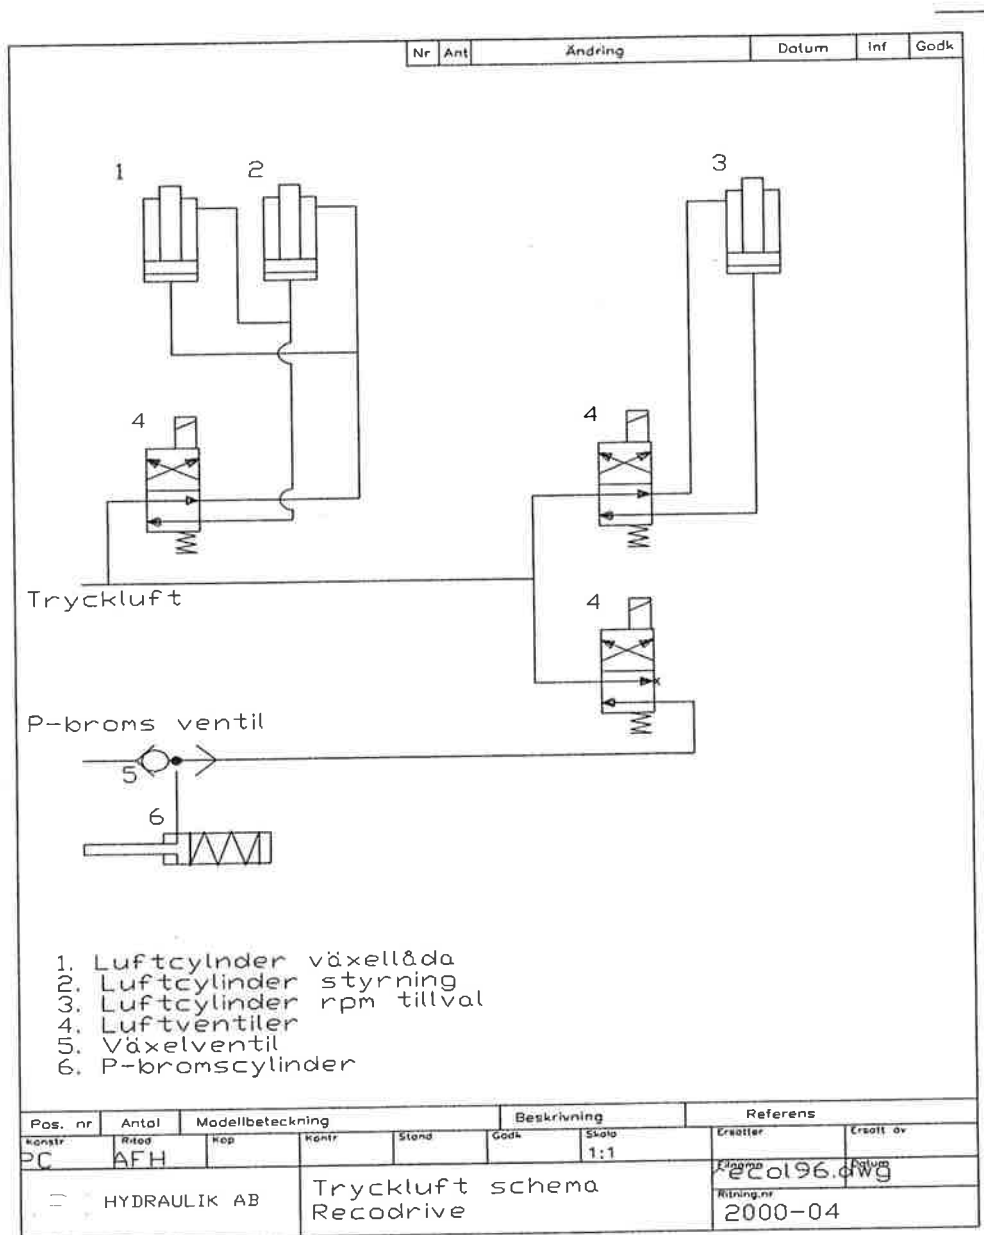 Nr Ant Ändring Datum Inf Godk
1 2 3
4 4
Tryckluft
4
P-broms ventil
5
6
1. Luftcylnder växellåda
2. Luftcylinder styrning
3. Luftcylinder rpm tillval
4. Luftventiler
5. Växelventil
6. P-bromscylinder
Pos. nr Antal Modellbeteckning Beskrivning Referens
Konstr Ritad Kop Kontr Stand Godk Skala Ersätter Ersatt av
PC AFH 1:1
Filnamn Datum
recol96.dwg
HYDRAULIK AB
Tryckluft schema
Recodrive
Ritning.nr
2000-04